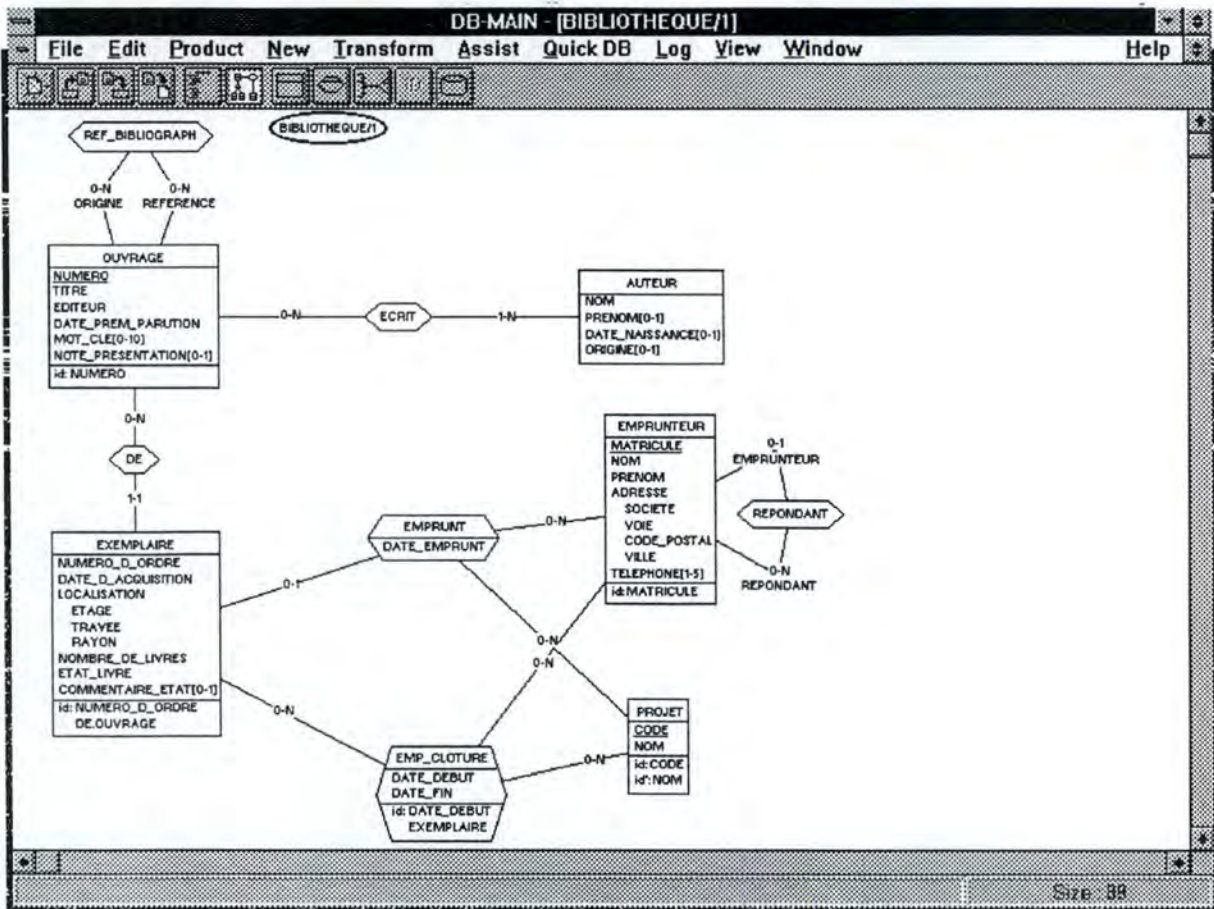 DB-MAIN - [BIBLIOTHEQUE/1]
File Edit Product New Transform Assist Quick DB Log View Window Help
REF_BIBLIOGRAPH
BIBLIOTHEQUE/1
0-N
ORIGINE
0-N
REFERENCE
OUVRAGE
NUMERO
TITRE
EDITEUR
DATE_PREM_PARUTION
MOT_CLE[0-10]
NOTE_PRESENTATION[0-1]
id: NUMERO
0-N
ECRIT
1-N
AUTEUR
NOM
PRENOM[0-1]
DATE_NAISSANCE[0-1]
ORIGINE[0-1]
0-N
DE
1-1
EXEMPLAIRE
NUMERO_D_ORDRE
DATE_D_ACQUISITION
LOCALISATION
ETAGE
TRAVEE
RAYON
NOMBRE_DE_LIVRES
ETAT_LIVRE
COMMENTAIRE_ETAT[0-1]
id: NUMERO_D_ORDRE
DE.OUVRAGE
0-1
EMPRUNT
DATE_EMPRUNT
0-N
EMPRUNTEUR
MATRICULE
NOM
PRENOM
ADRESSE
SOCIETE
VOIE
CODE_POSTAL
VILLE
TELEPHONE[1-5]
id: MATRICULE
0-1
EMPRUNTEUR
REPONDANT
0-N
REPONDANT
0-N
0-N
0-N
EMP_CLOTURE
DATE_DEBUT
DATE_FIN
id: DATE_DEBUT
EXEMPLAIRE
0-N
PROJET
CODE
NOM
id: CODE
id': NOM
Size : 88